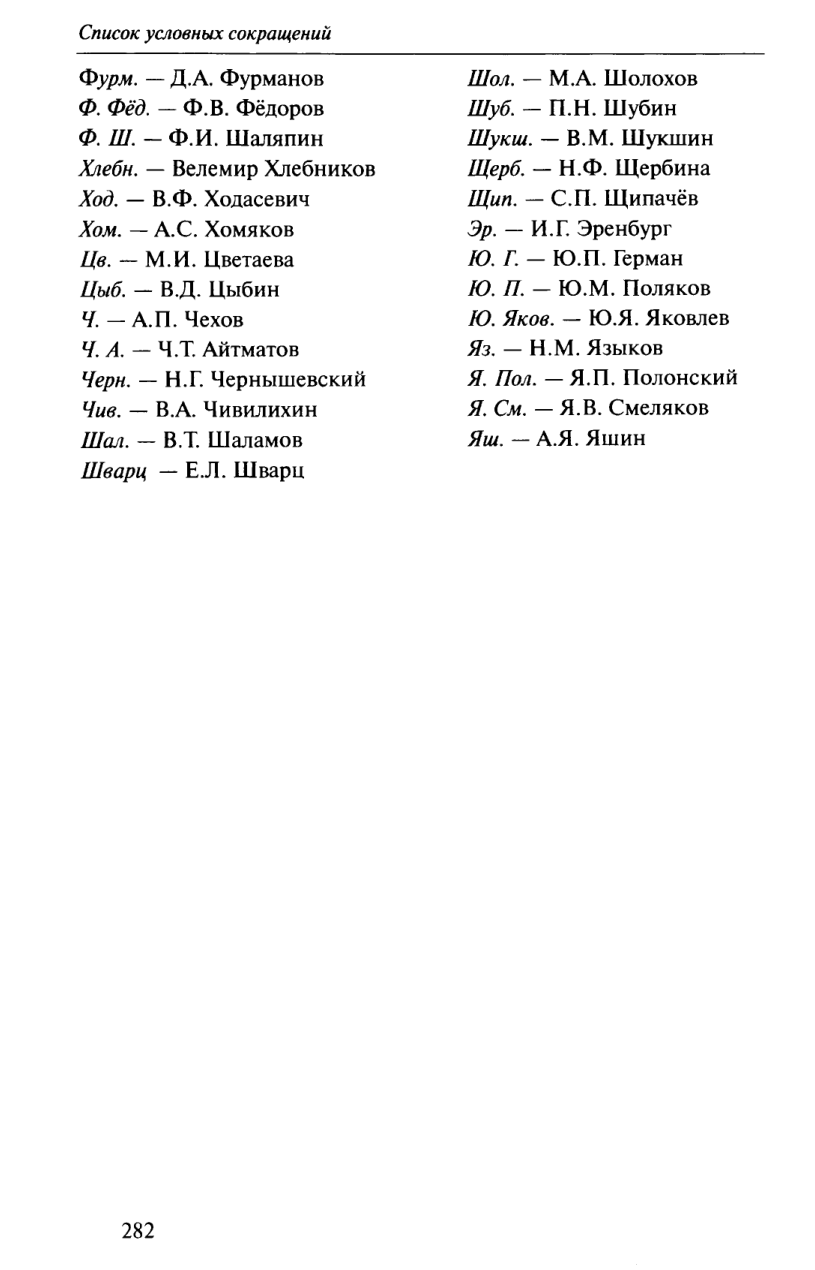 Список условных сокращений
Фурм. — Д.А. Фурманов
Ф. Фёд. — Ф.В. Фёдоров
Ф. Ш. — Ф.И. Шаляпин
Хлебн. — Велемир Хлебников
Ход. — В.Ф. Ходасевич
Хом. — А.С. Хомяков
Цв. — М.И. Цветаева
Цыб. — В.Д. Цыбин
Ч. — А.П. Чехов
Ч. А. — Ч.Т. Айтматов
Черн. — Н.Г. Чернышевский
Чив. — В.А. Чивилихин
Шал. — В.Т. Шаламов
Шварц — Е.Л. Шварц
Шол. — М.А. Шолохов
Шуб. — П.Н. Шубин
Шукш. — В.М. Шукшин
Щерб. — Н.Ф. Щербина
Щип. — С.П. Щипачёв
Эр. — И.Г. Эренбург
Ю. Г. — Ю.П. Герман
Ю. П. — Ю.М. Поляков
Ю. Яков. — Ю.Я. Яковлев
Яз. — Н.М. Языков
Я. Пол. — Я.П. Полонский
Я. См. — Я.В. Смеляков
Яш. — А.Я. Яшин
282